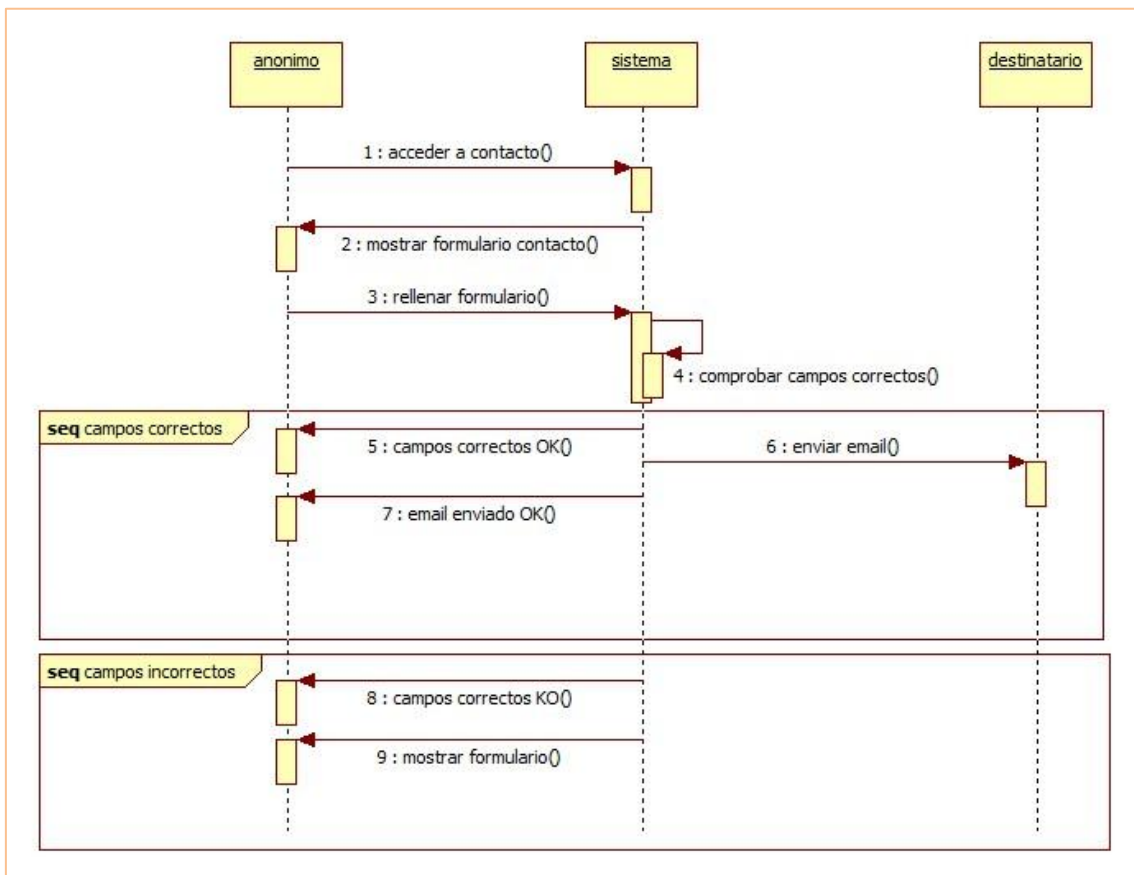 anonimo
sistema
destinatario
1 : acceder a contacto()
2 : mostrar formulario contacto()
3 : rellenar formulario()
4 : comprobar campos correctos()
seq campos correctos
5 : campos correctos OK()
6 : enviar email()
7 : email enviado OK()
seq campos incorrectos
8 : campos correctos KO()
9 : mostrar formulario()